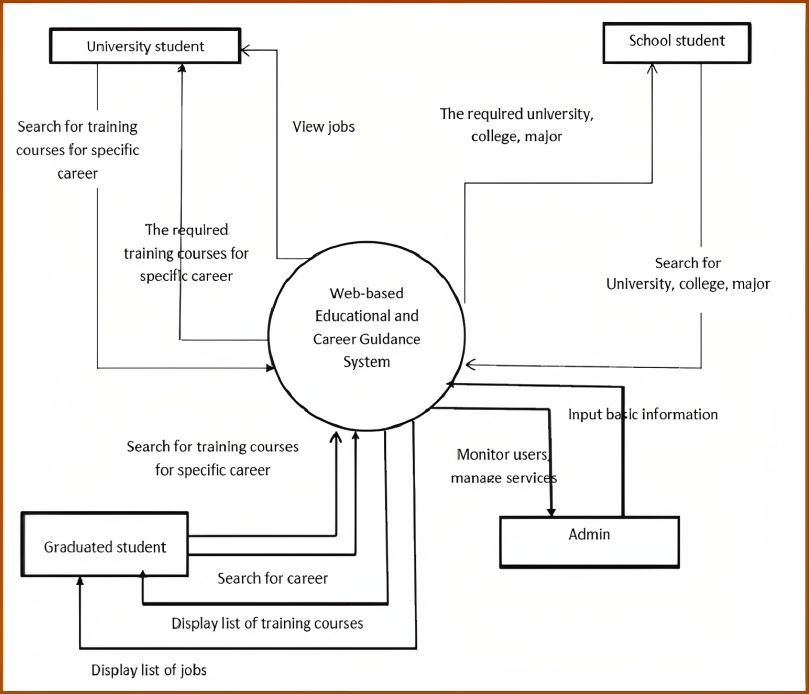 University student
School student
View jobs
The required university,
college, major
Search for training
courses for specific
career
The required
training courses for
specific career
Search for
University, college, major
Web-based
Educational and
Career Guidance
System
Input basic information
Search for training courses
for specific career
Monitor users,
manage services
Graduated student
Admin
Search for career
Display list of training courses
Display list of jobs